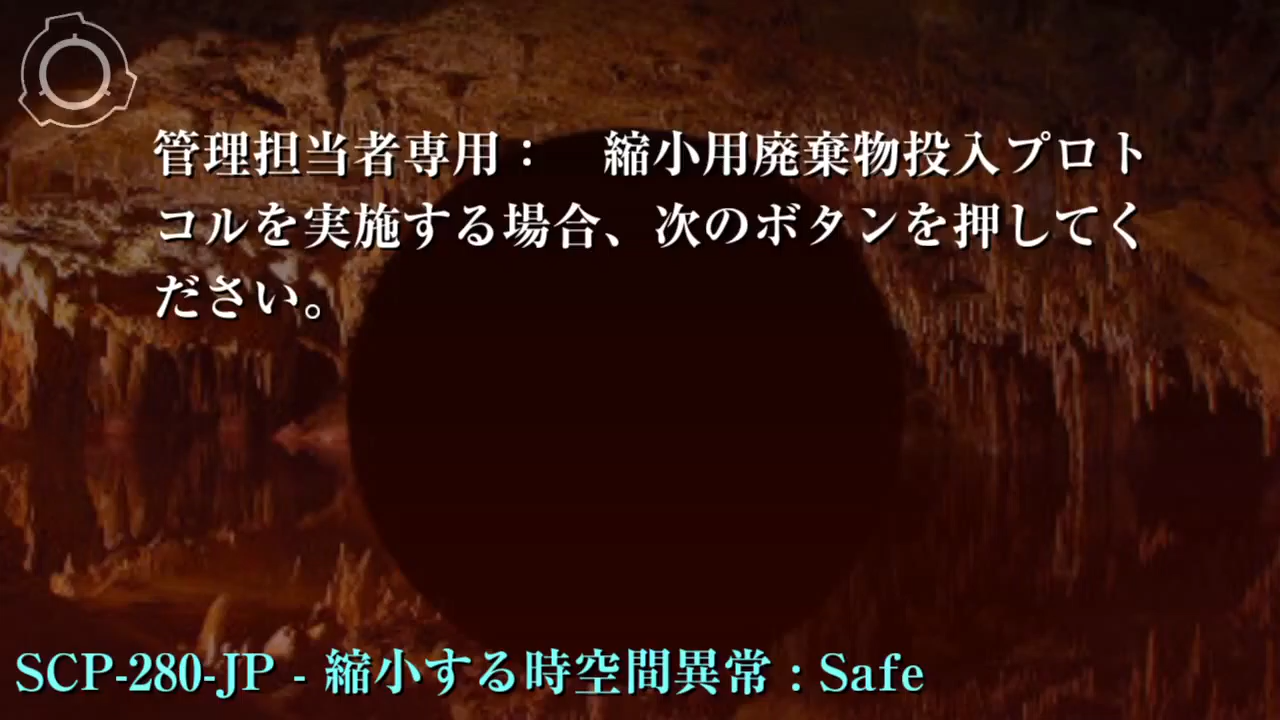 管理担当者専用：　縮小用廃棄物投入プロト
コルを実施する場合、次のボタンを押してく
ださい。
SCP-280-JP - 縮小する時空間異常 : Safe